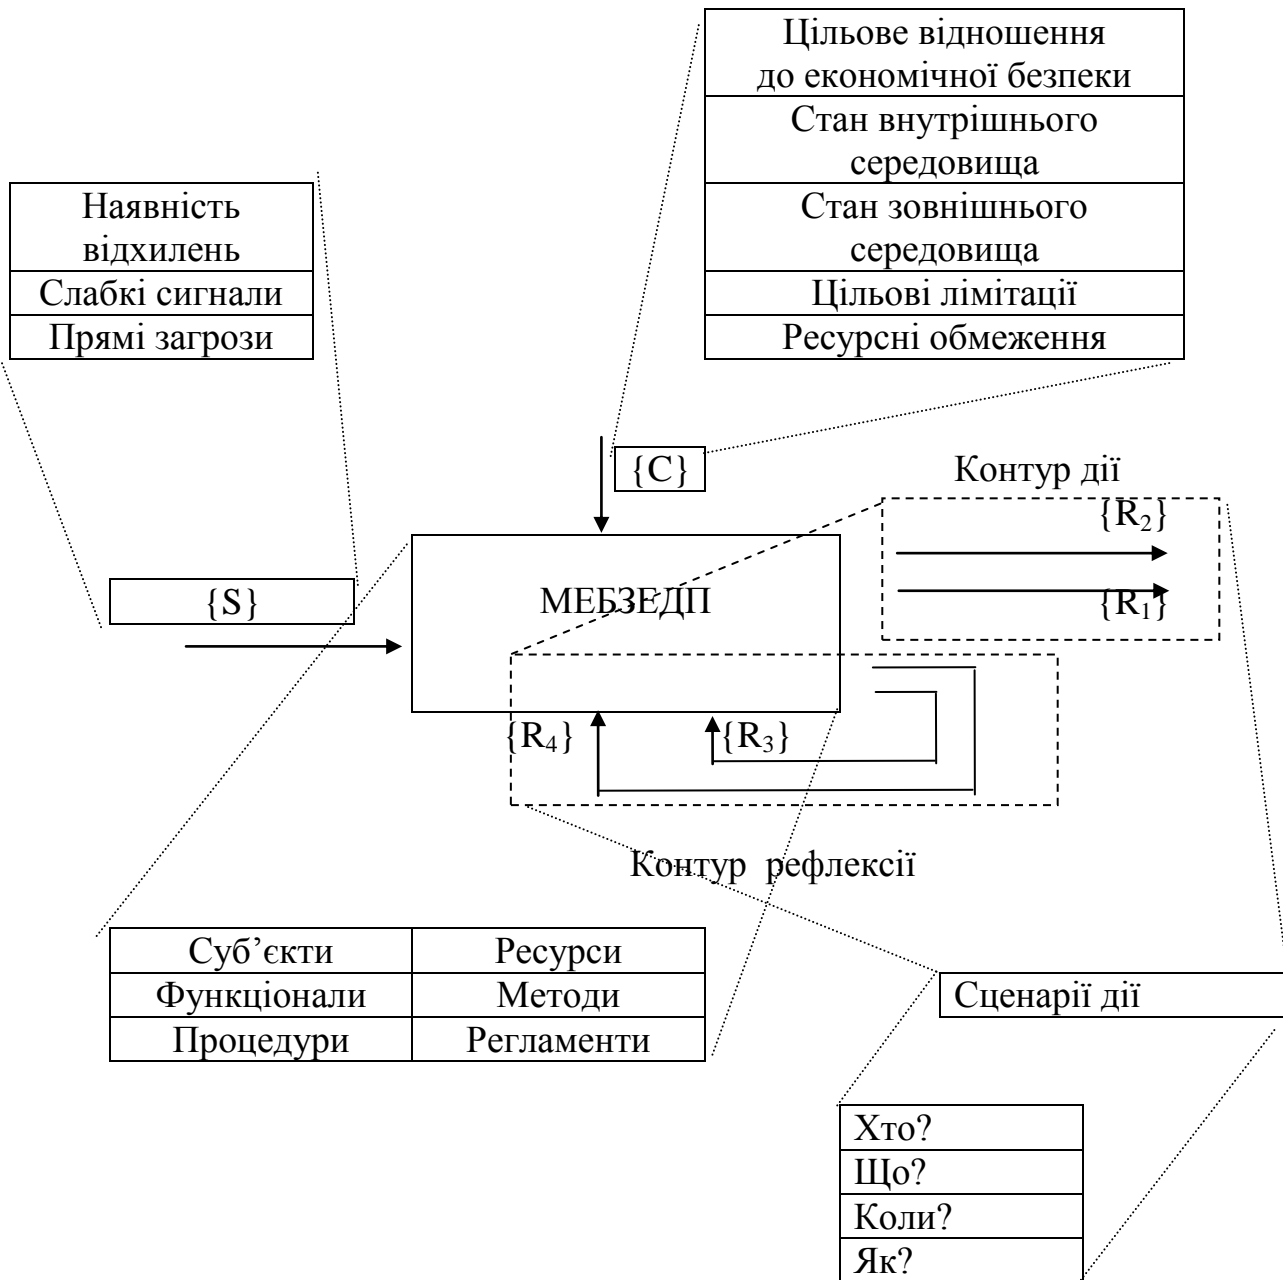 Цільове відношення
до економічної безпеки
Стан внутрішнього
середовища
Стан зовнішнього
середовища
Цільові лімітації
Ресурсні обмеження
Наявність
відхилень
Слабкі сигнали
Прямі загрози
{C}
Контур дії
{R₂}
{R₁}
{S}
МЕБЗЕДП
{R₄}
{R₃}
Контур рефлексії
Суб’єкти
Ресурси
Функціонали
Методи
Процедури
Регламенти
Сценарії дії
Хто?
Що?
Коли?
Як?